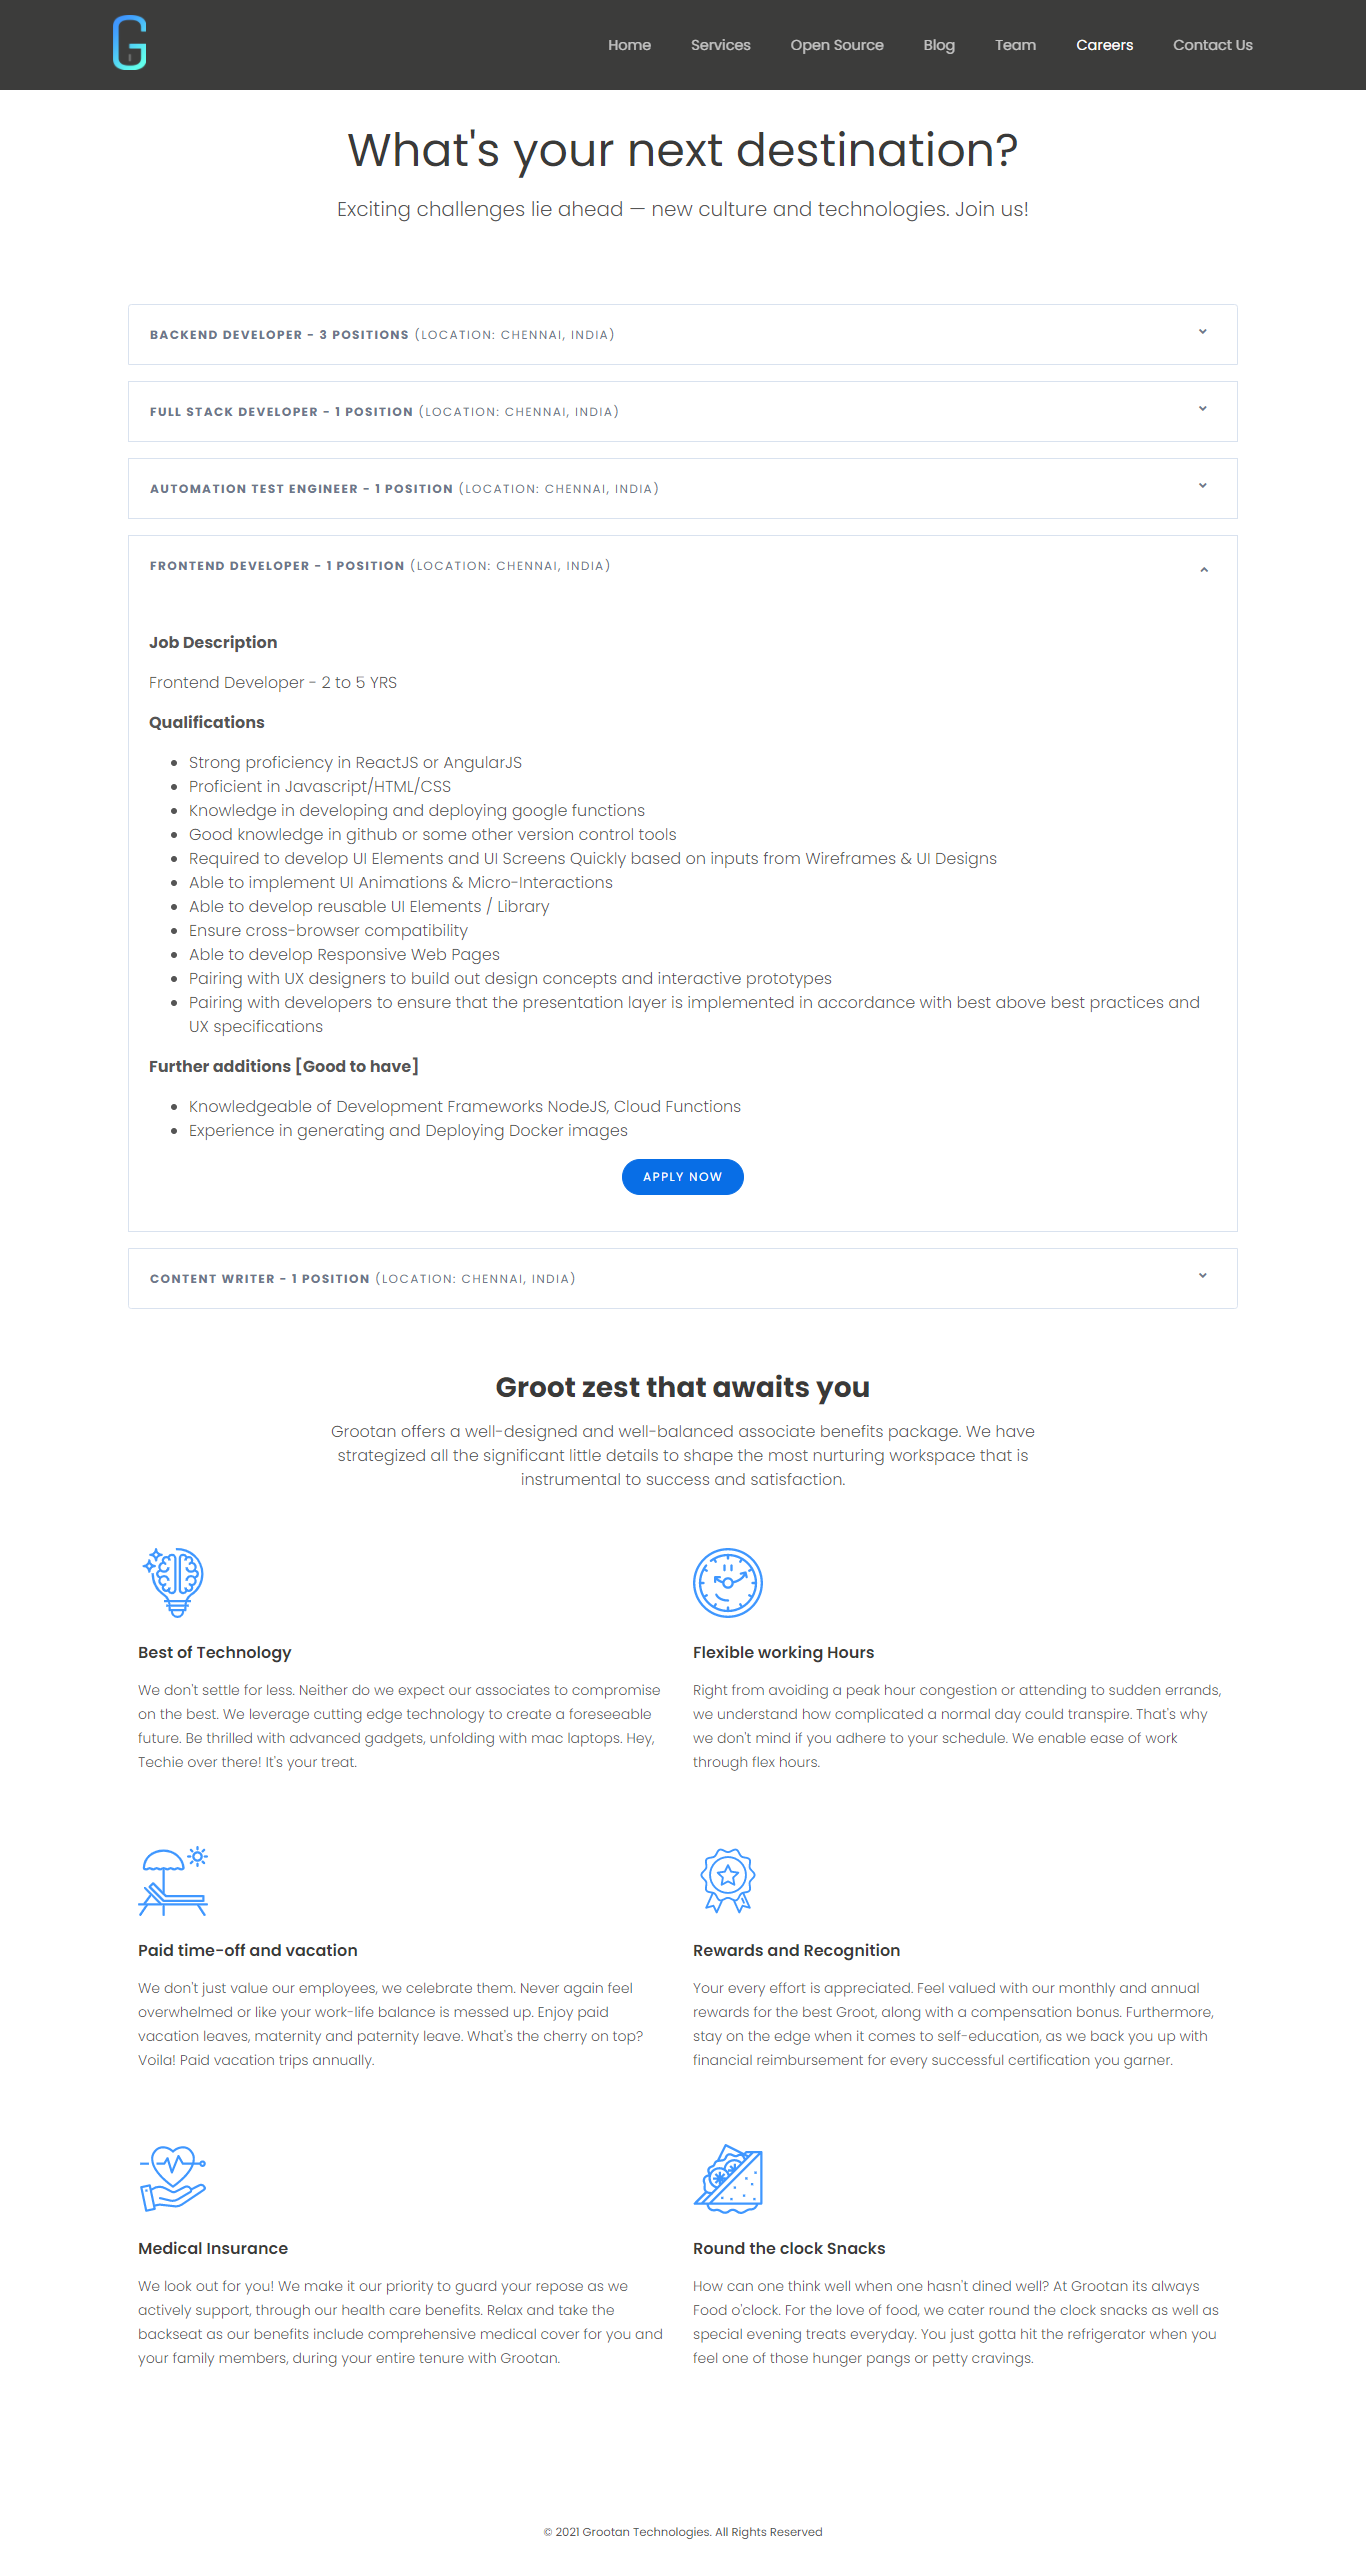 G
Home Services Open Source Blog Team Careers Contact Us
What's your next destination?
Exciting challenges lie ahead — new culture and technologies. Join us!
BACKEND DEVELOPER - 3 POSITIONS (LOCATION: CHENNAI, INDIA)
FULL STACK DEVELOPER - 1 POSITION (LOCATION: CHENNAI, INDIA)
AUTOMATION TEST ENGINEER - 1 POSITION (LOCATION: CHENNAI, INDIA)
FRONTEND DEVELOPER - 1 POSITION (LOCATION: CHENNAI, INDIA)
Job Description
Frontend Developer - 2 to 5 YRS
Qualifications
Strong proficiency in ReactJS or AngularJS
Proficient in Javascript/HTML/CSS
Knowledge in developing and deploying google functions
Good knowledge in github or some other version control tools
Required to develop UI Elements and UI Screens Quickly based on inputs from Wireframes & UI Designs
Able to implement UI Animations & Micro-Interactions
Able to develop reusable UI Elements / Library
Ensure cross-browser compatibility
Able to develop Responsive Web Pages
Pairing with UX designers to build out design concepts and interactive prototypes
Pairing with developers to ensure that the presentation layer is implemented in accordance with best above best practices and
UX specifications
Further additions [Good to have]
Knowledgeable of Development Frameworks NodeJS, Cloud Functions
Experience in generating and Deploying Docker images
APPLY NOW
CONTENT WRITER - 1 POSITION (LOCATION: CHENNAI, INDIA)
Groot zest that awaits you
Grootan offers a well-designed and well-balanced associate benefits package. We have
strategized all the significant little details to shape the most nurturing workspace that is
instrumental to success and satisfaction.
Best of Technology
We don't settle for less. Neither do we expect our associates to compromise
on the best. We leverage cutting edge technology to create a foreseeable
future. Be thrilled with advanced gadgets, unfolding with mac laptops. Hey,
Techie over there! It's your treat.
Flexible working Hours
Right from avoiding a peak hour congestion or attending to sudden errands,
we understand how complicated a normal day could transpire. That's why
we don't mind if you adhere to your schedule. We enable ease of work
through flex hours.
Paid time-off and vacation
We don't just value our employees, we celebrate them. Never again feel
overwhelmed or like your work-life balance is messed up. Enjoy paid
vacation leaves, maternity and paternity leave. What's the cherry on top?
Voila! Paid vacation trips annually.
Rewards and Recognition
Your every effort is appreciated. Feel valued with our monthly and annual
rewards for the best Groot, along with a compensation bonus. Furthermore,
stay on the edge when it comes to self-education, as we back you up with
financial reimbursement for every successful certification you garner.
Medical Insurance
We look out for you! We make it our priority to guard your repose as we
actively support, through our health care benefits. Relax and take the
backseat as our benefits include comprehensive medical cover for you and
your family members, during your entire tenure with Grootan.
Round the clock Snacks
How can one think well when one hasn't dined well? At Grootan its always
Food o'clock. For the love of food, we cater round the clock snacks as well as
special evening treats everyday. You just gotta hit the refrigerator when you
feel one of those hunger pangs or petty cravings.
© 2021 Grootan Technologies. All Rights Reserved